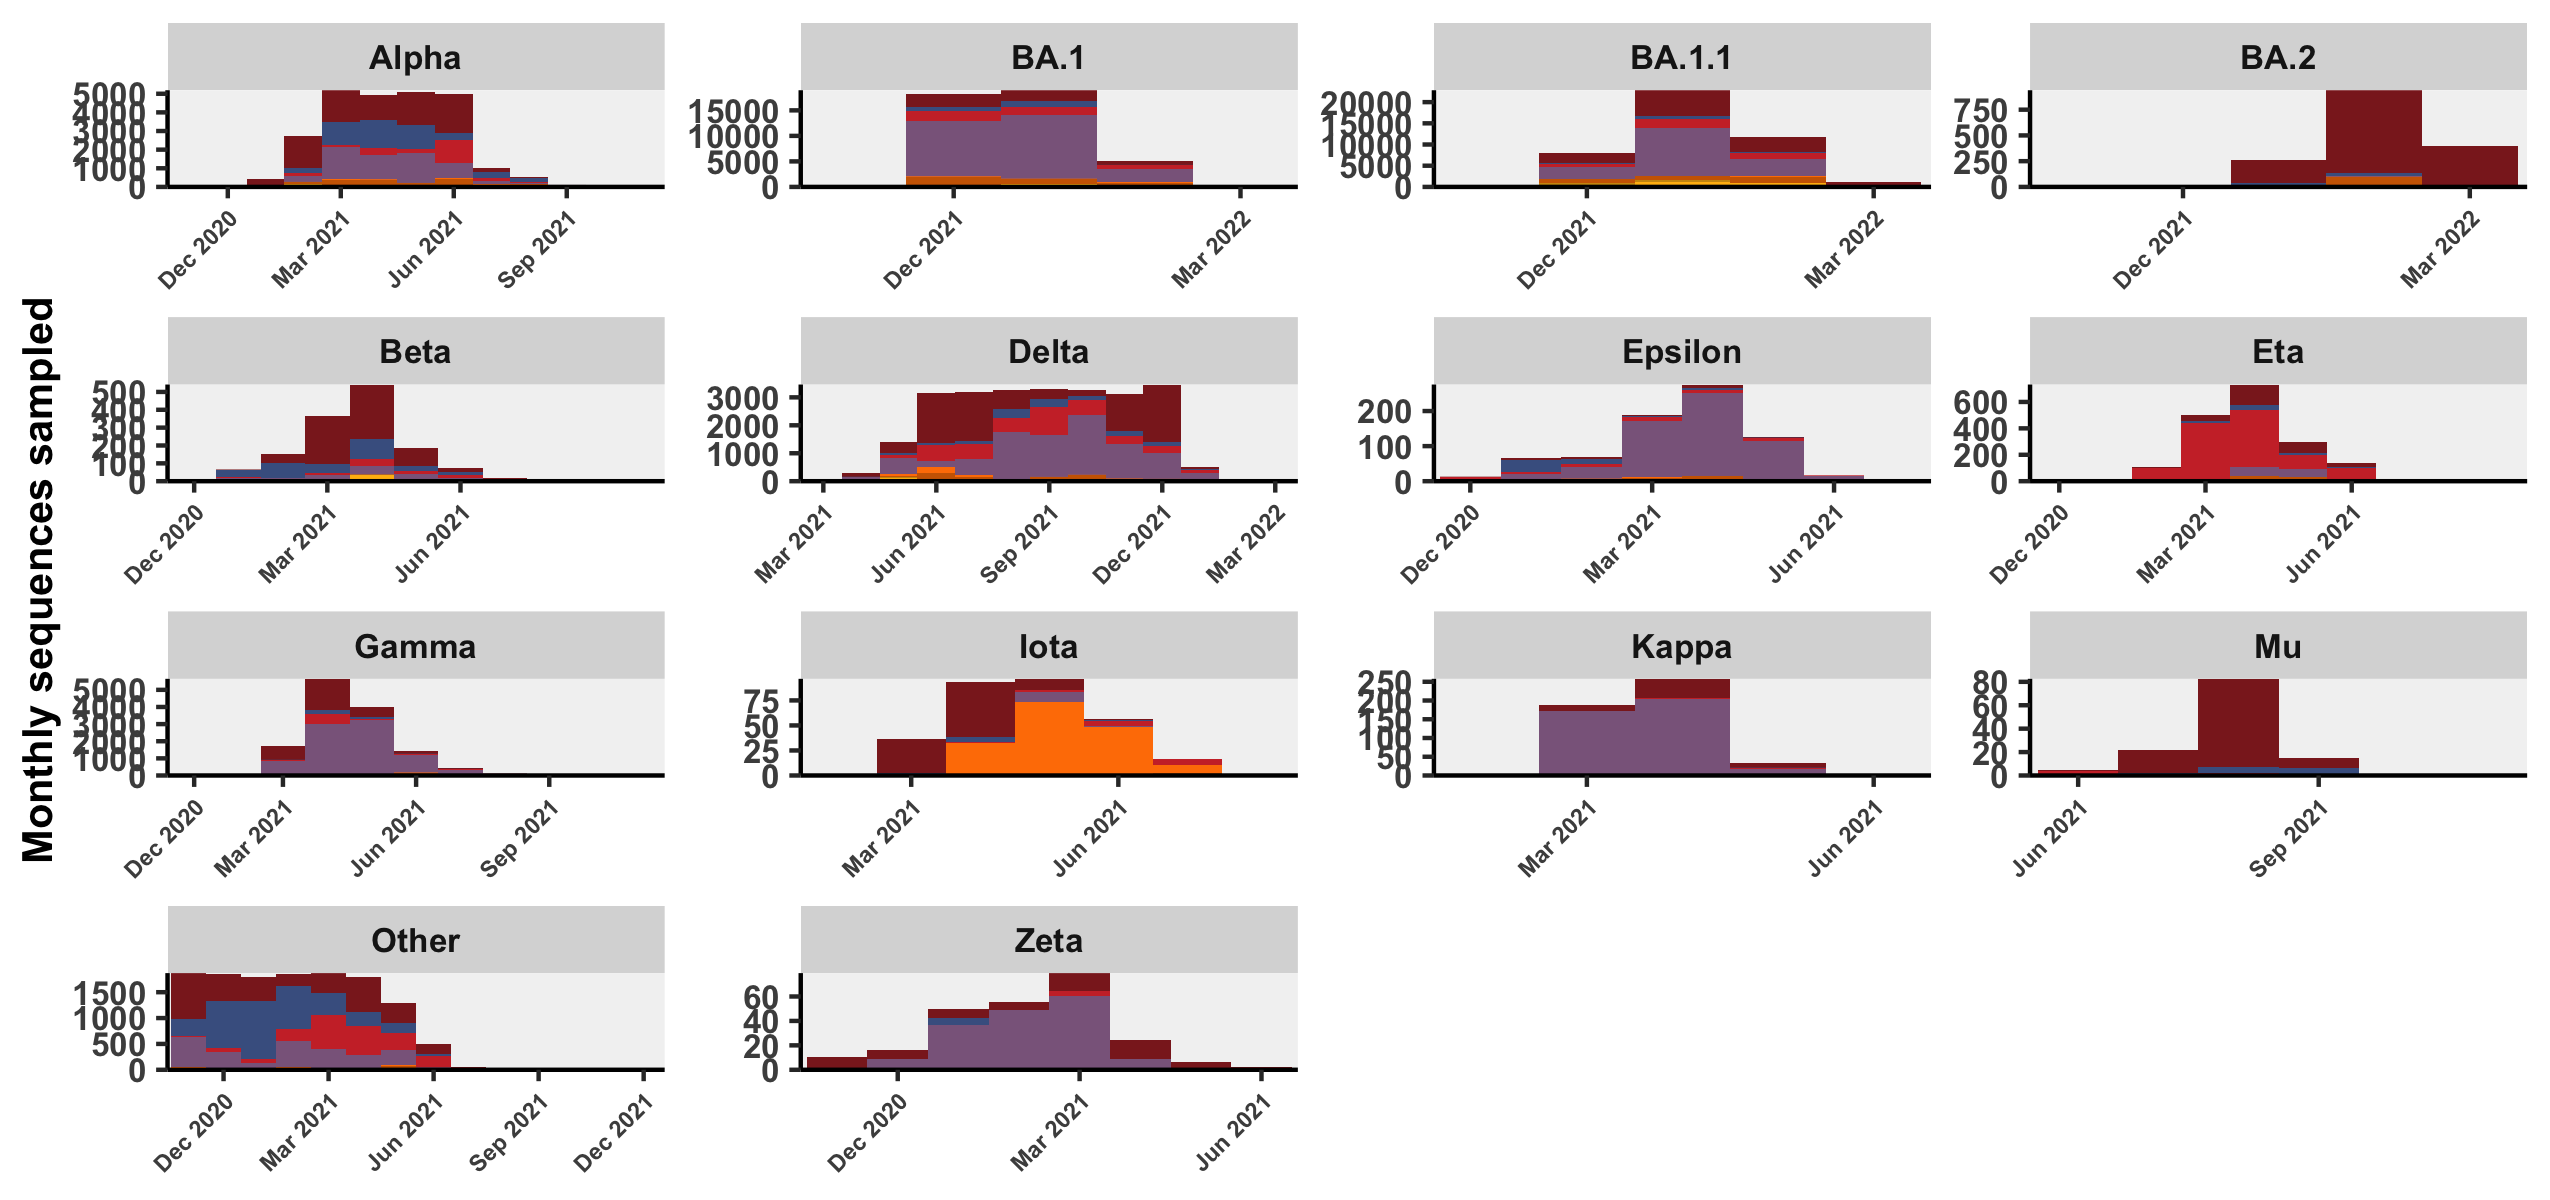 Monthly sequences sampled
Alpha
5000
4000
3000
2000
1000
0
Dec 2020
Mar 2021
Jun 2021
Sep 2021
BA.1
15000
10000
5000
0
Dec 2021
Mar 2022
BA.1.1
20000
15000
10000
5000
0
Dec 2021
Mar 2022
BA.2
750
500
250
0
Dec 2021
Mar 2022
Beta
500
400
300
200
100
0
Dec 2020
Mar 2021
Jun 2021
Delta
3000
2000
1000
0
Mar 2021
Jun 2021
Sep 2021
Dec 2021
Mar 2022
Epsilon
200
100
0
Dec 2020
Mar 2021
Jun 2021
Eta
600
400
200
0
Dec 2020
Mar 2021
Jun 2021
Gamma
5000
4000
3000
2000
1000
0
Dec 2020
Mar 2021
Jun 2021
Sep 2021
Iota
75
50
25
0
Mar 2021
Jun 2021
Kappa
250
200
150
100
50
0
Mar 2021
Jun 2021
Mu
80
60
40
20
0
Jun 2021
Sep 2021
Other
1500
1000
500
0
Dec 2020
Mar 2021
Jun 2021
Sep 2021
Dec 2021
Zeta
60
40
20
0
Dec 2020
Mar 2021
Jun 2021